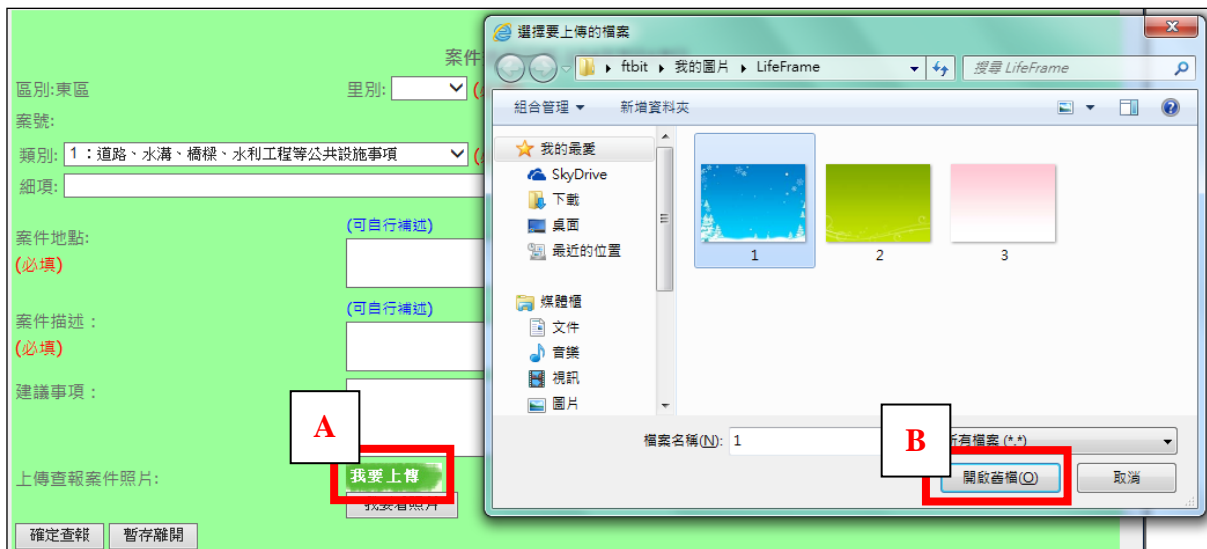 案件
區別:東區
里別:
案號:
類別: 1：道路、水溝、橋樑、水利工程等公共設施事項
細項:
(可自行補述)
案件地點:
(必填)
(可自行補述)
案件描述：
(必填)
建議事項：
A
上傳查報案件照片:
我要上傳
我要看照片
確定查報
暫存離開
選擇要上傳的檔案
ftbit ▸ 我的圖片 ▸ LifeFrame
搜尋 LifeFrame
組合管理
新增資料夾
我的最愛
SkyDrive
下載
桌面
最近的位置
媒體櫃
文件
音樂
視訊
圖片
1
2
3
檔案名稱(N): 1
B
所有檔案 (*.*)
開啟舊檔(O)
取消